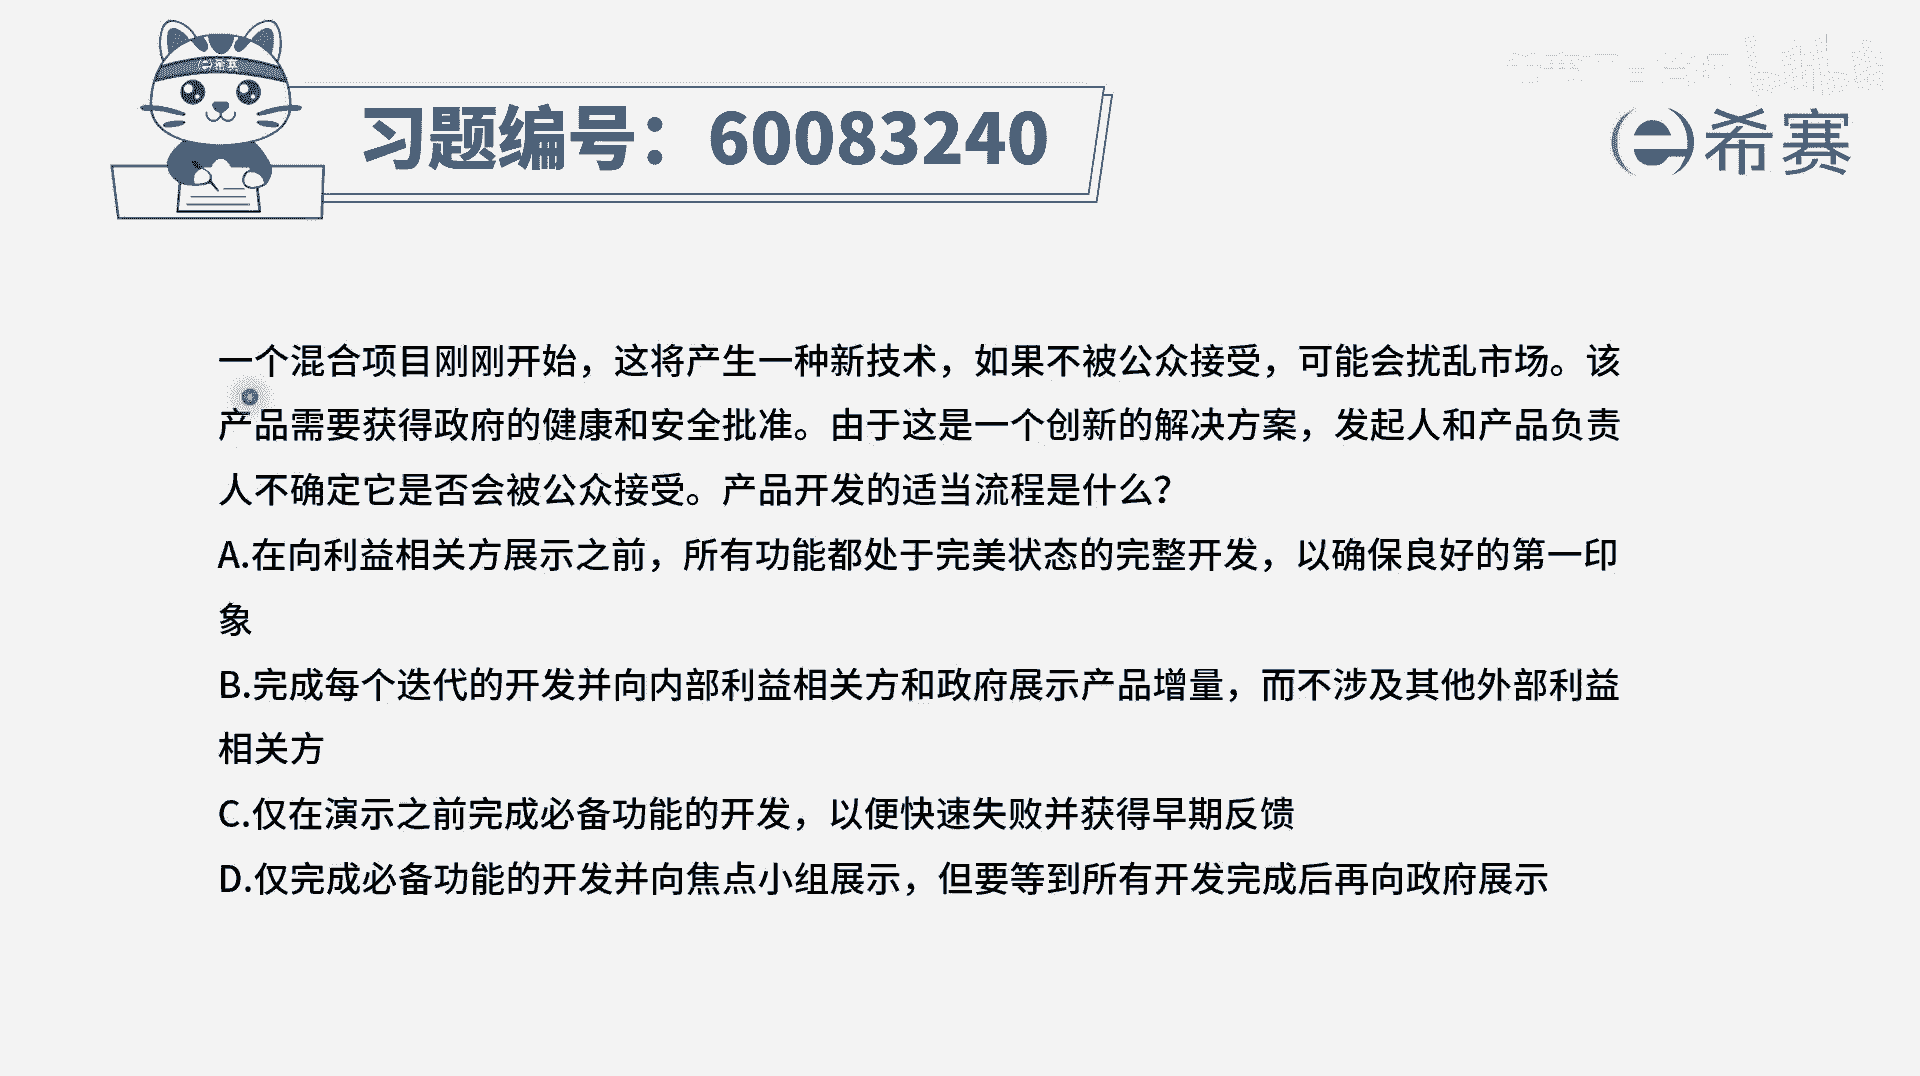 希赛
习题编号：60083240
希赛
一个混合项目刚刚开始，这将产生一种新技术，如果不被公众接受，可能会扰乱市场。该
产品需要获得政府的健康和安全批准。由于这是一个创新的解决方案，发起人和产品负责
人不确定它是否会被公众接受。产品开发的适当流程是什么？
A.在向利益相关方展示之前，所有功能都处于完美状态的完整开发，以确保良好的第一印
象
B.完成每个迭代的开发并向内部利益相关方和政府展示产品增量，而不涉及其他外部利益
相关方
C.仅在演示之前完成必备功能的开发，以便快速失败并获得早期反馈
D.仅完成必备功能的开发并向焦点小组展示，但要等到所有开发完成后再向政府展示